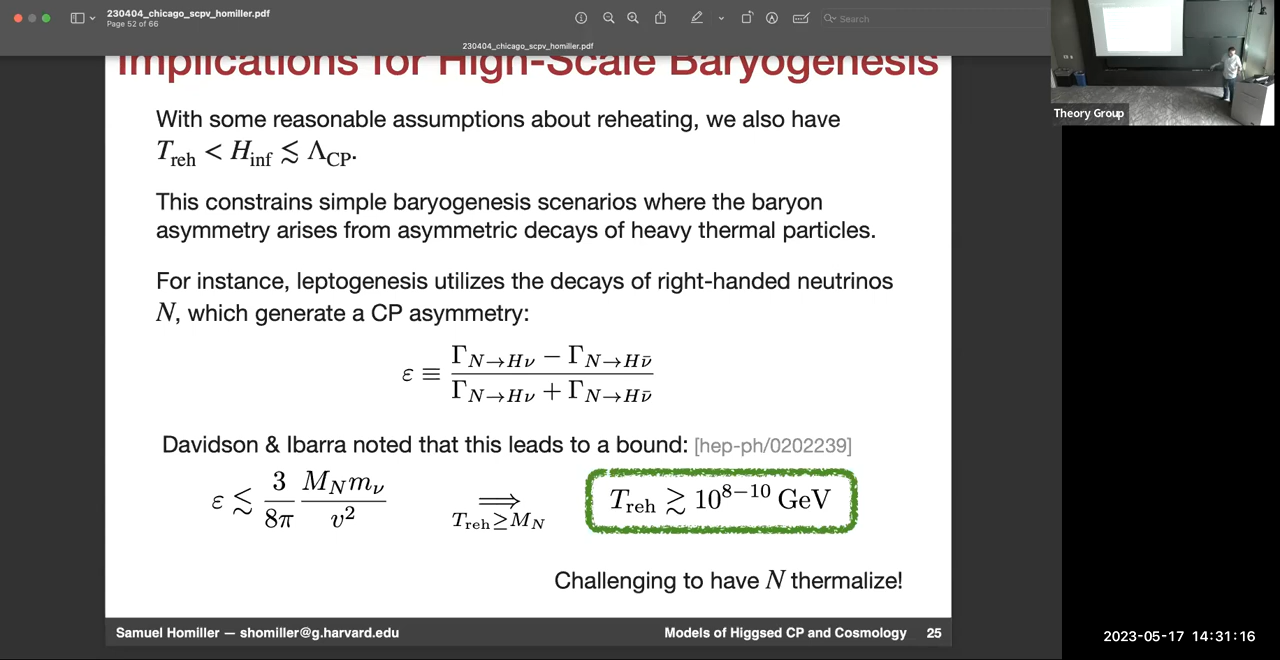 230404_chicago_scpv_homiller.pdf
Page 52 of 66
Search
230404_chicago_scpv_homiller.pdf
Implications for High-Scale Baryogenesis
With some reasonable assumptions about reheating, we also have
T_reh < H_inf ≲ Λ_CP.
This constrains simple baryogenesis scenarios where the baryon
asymmetry arises from asymmetric decays of heavy thermal particles.
For instance, leptogenesis utilizes the decays of right-handed neutrinos
N, which generate a CP asymmetry:
ε ≡ (Γ_{N→Hν} − Γ_{N→Hν̄}) / (Γ_{N→Hν} + Γ_{N→Hν̄})
Davidson & Ibarra noted that this leads to a bound: [hep-ph/0202239]
ε ≲ 3/8π M_N m_ν/v² ⟹ T_reh≥M_N T_reh ≳ 10^{8−10} GeV
Challenging to have N thermalize!
Samuel Homiller — shomiller@g.harvard.edu Models of Higgsed CP and Cosmology 25
Theory Group
2023-05-17 14:31:16